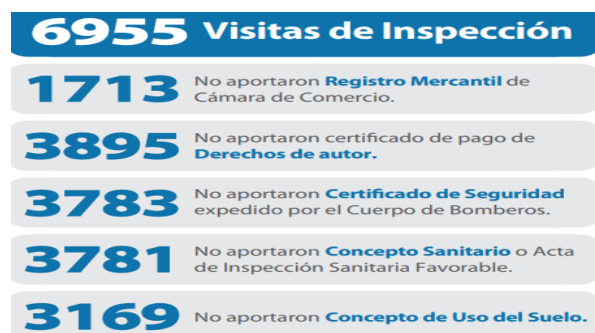 6955 Visitas de Inspección
1713 No aportaron Registro Mercantil de
Cámara de Comercio.
3895 No aportaron certificado de pago de
Derechos de autor.
3783 No aportaron Certificado de Seguridad
expedido por el Cuerpo de Bomberos.
3781 No aportaron Concepto Sanitario o Acta
de Inspección Sanitaria Favorable.
3169 No aportaron Concepto de Uso del Suelo.